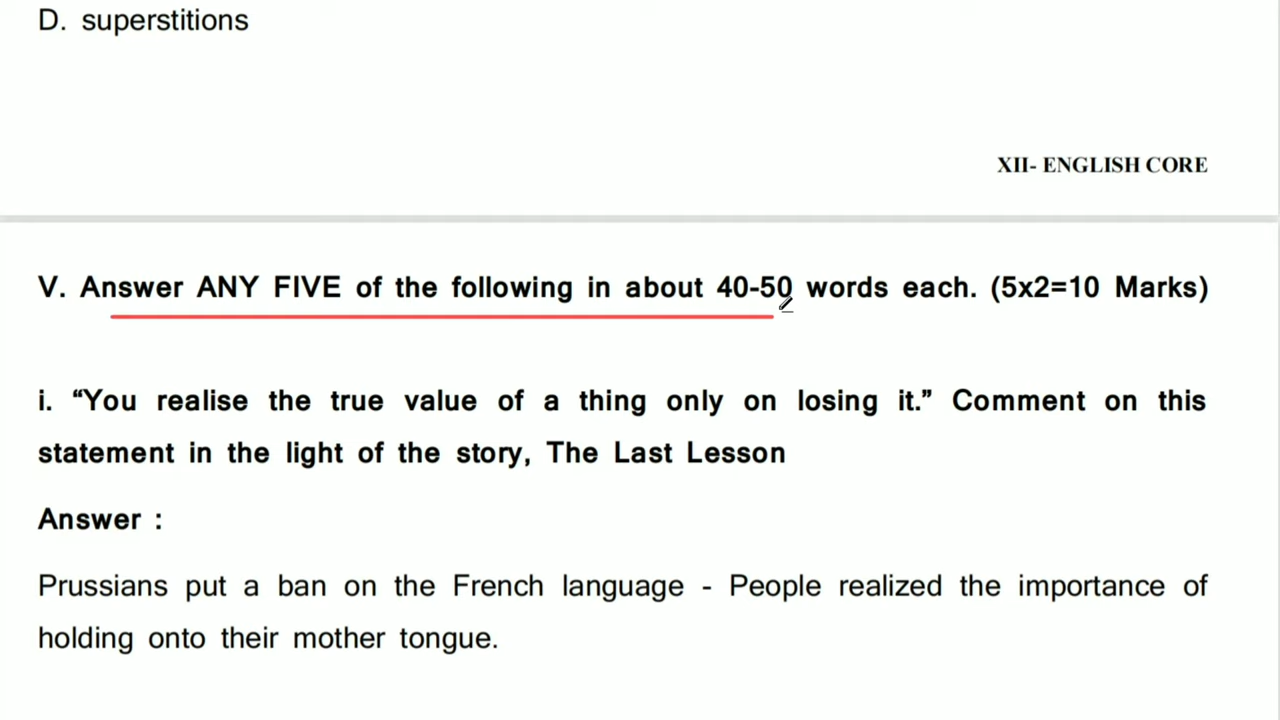 D. superstitions
XII- ENGLISH CORE
V. Answer ANY FIVE of the following in about 40-50 words each. (5x2=10 Marks)
i. “You realise the true value of a thing only on losing it.” Comment on this
statement in the light of the story, The Last Lesson
Answer :
Prussians put a ban on the French language - People realized the importance of
holding onto their mother tongue.